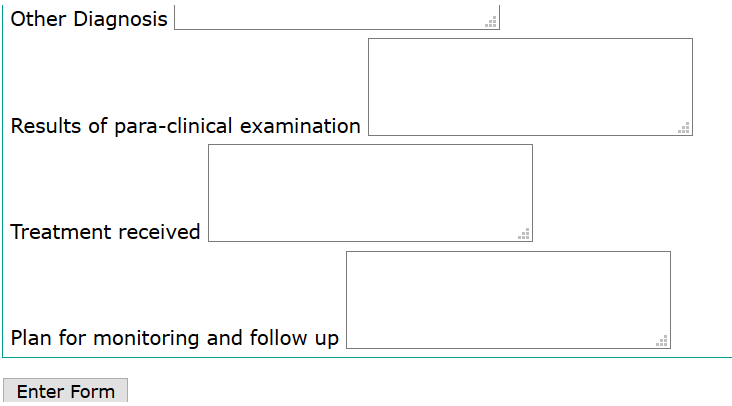 Other Diagnosis
Results of para-clinical examination
Treatment received
Plan for monitoring and follow up
Enter Form